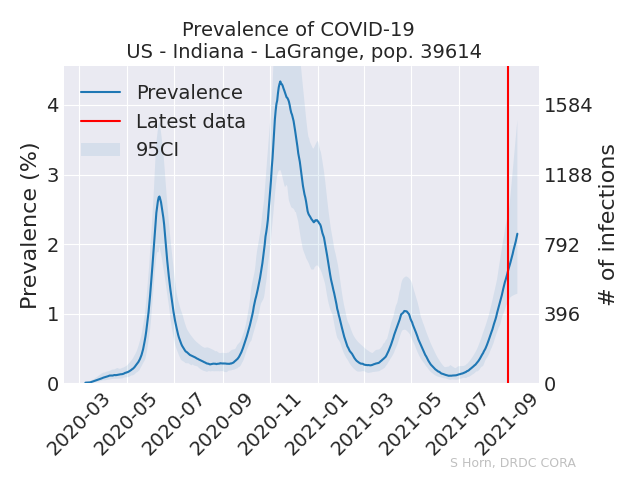 Prevalence of COVID-19
US - Indiana - LaGrange, pop. 39614
Prevalence
Latest data
95CI
Prevalence (%)
4
3
2
1
0
# of infections
1584
1188
792
396
0
2020-03
2020-05
2020-07
2020-09
2020-11
2021-01
2021-03
2021-05
2021-07
2021-09
S Horn, DRDC CORA